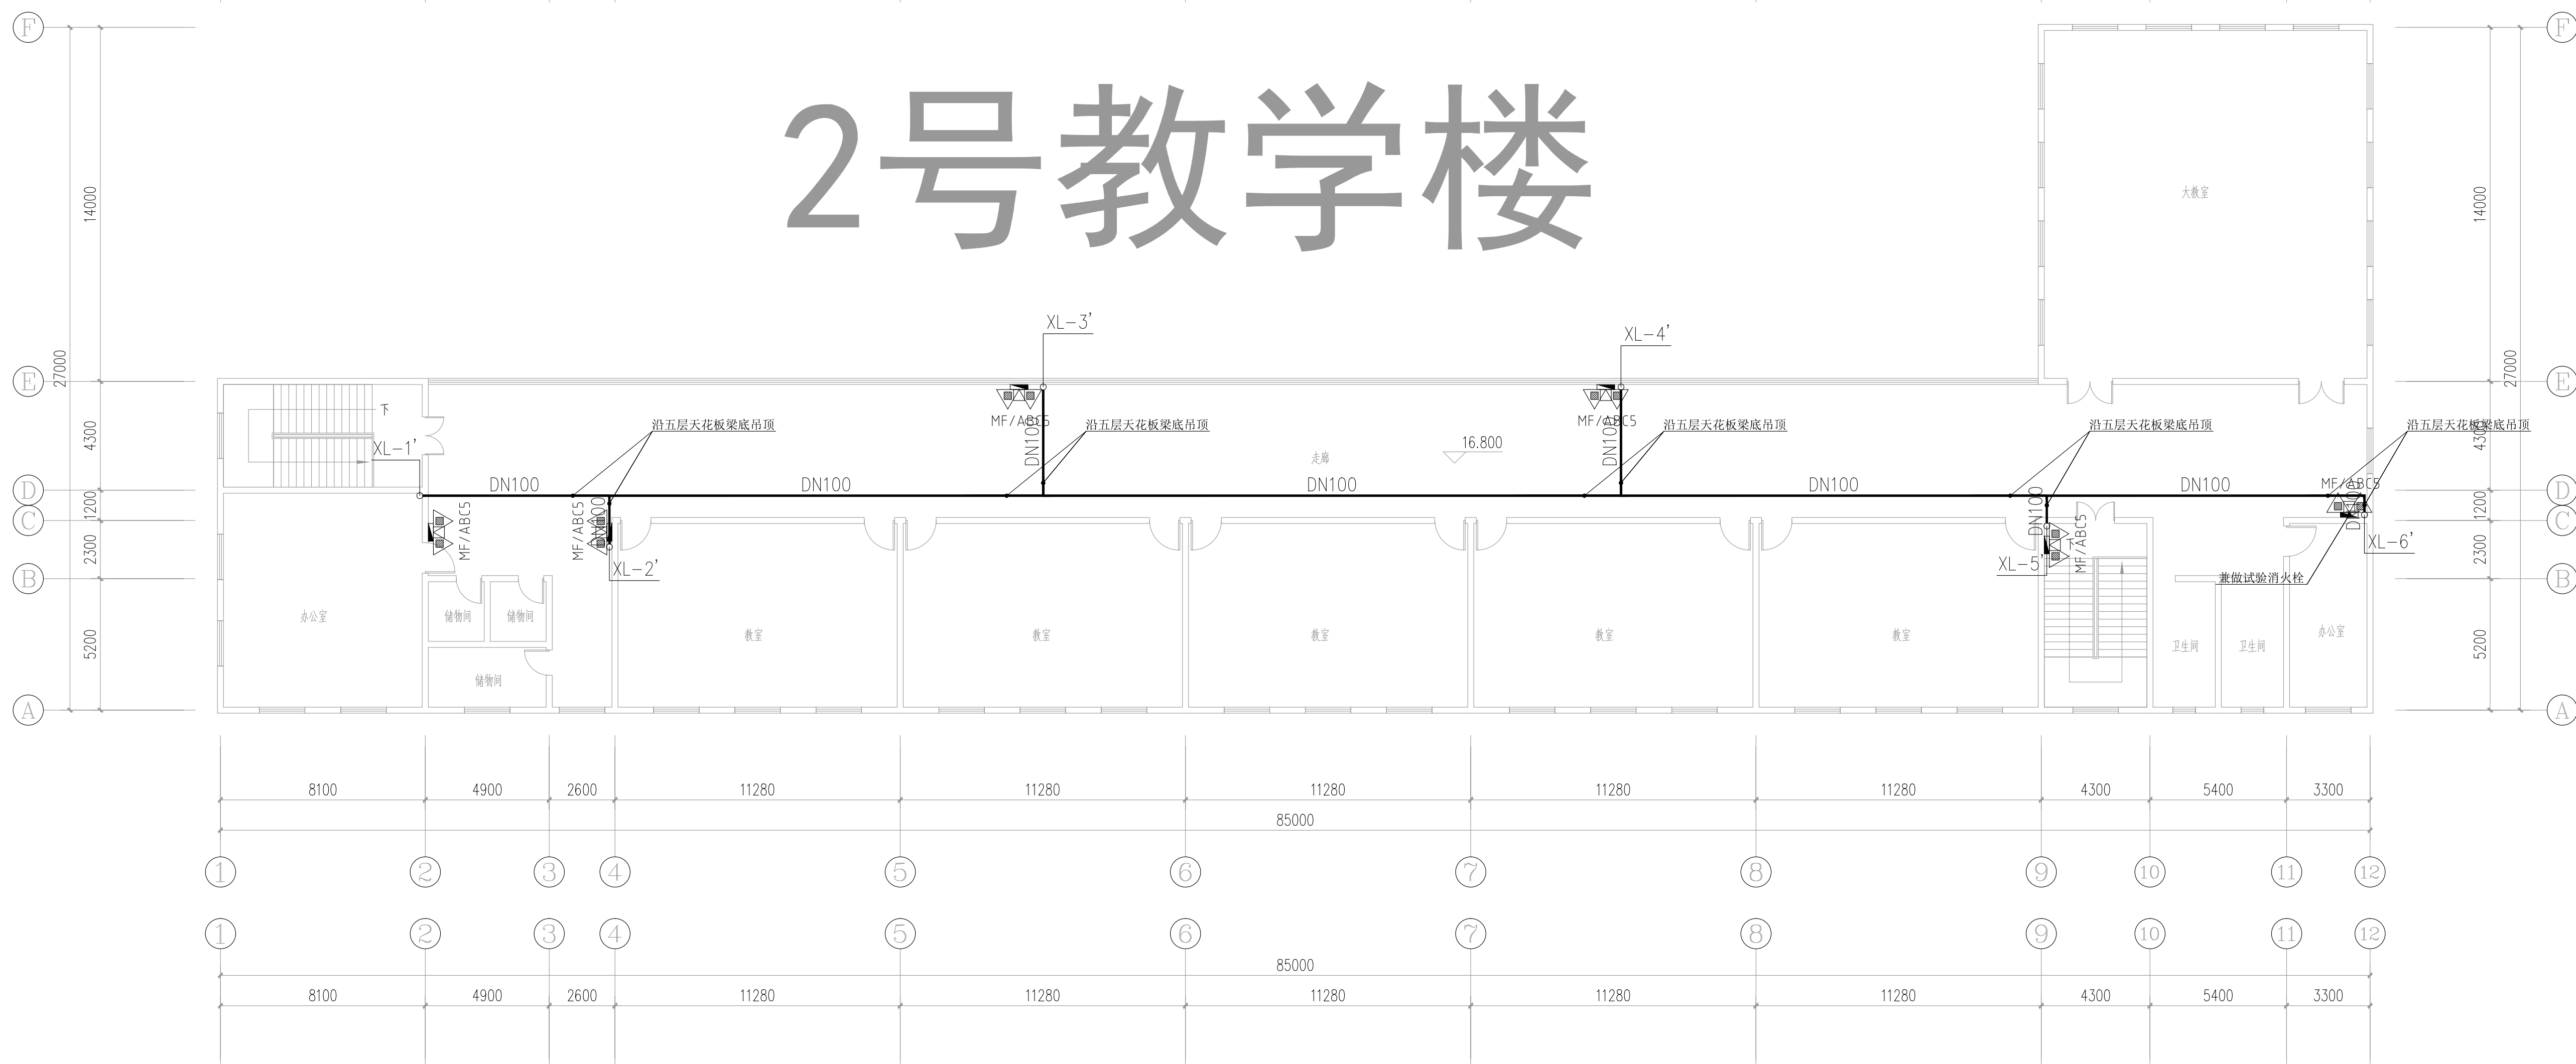 F
F
2号教学楼
14000
大教室
14000
27000
27000
XL-3'
XL-4'
E
E
下
MF/ABC5
MF/ABC5
4300
XL-1'
沿五层天花板梁底吊顶
DN100
沿五层天花板梁底吊顶
16.800
走廊
DN100
沿五层天花板梁底吊顶
沿五层天花板梁底吊顶
4300
沿五层天花板梁底吊顶
D
DN100
DN100
DN100
DN100
DN100
MF/ABC5
D
1200
MF/ABC5
MF/ABC5
DN100
DN100
MF/ABC5
DN100
1200
C
C
2300
XL-2'
XL-5'
下
XL-6'
2300
B
兼做试验消火栓
B
办公室
储物间
储物间
5200
教室
教室
教室
教室
教室
卫生间
卫生间
办公室
5200
储物间
A
A
8100
4900
2600
11280
11280
11280
11280
11280
4300
5400
3300
85000
1
2
3
4
5
6
7
8
9
10
11
12
1
2
3
4
5
6
7
8
9
10
11
12
85000
8100
4900
2600
11280
11280
11280
11280
11280
4300
5400
3300